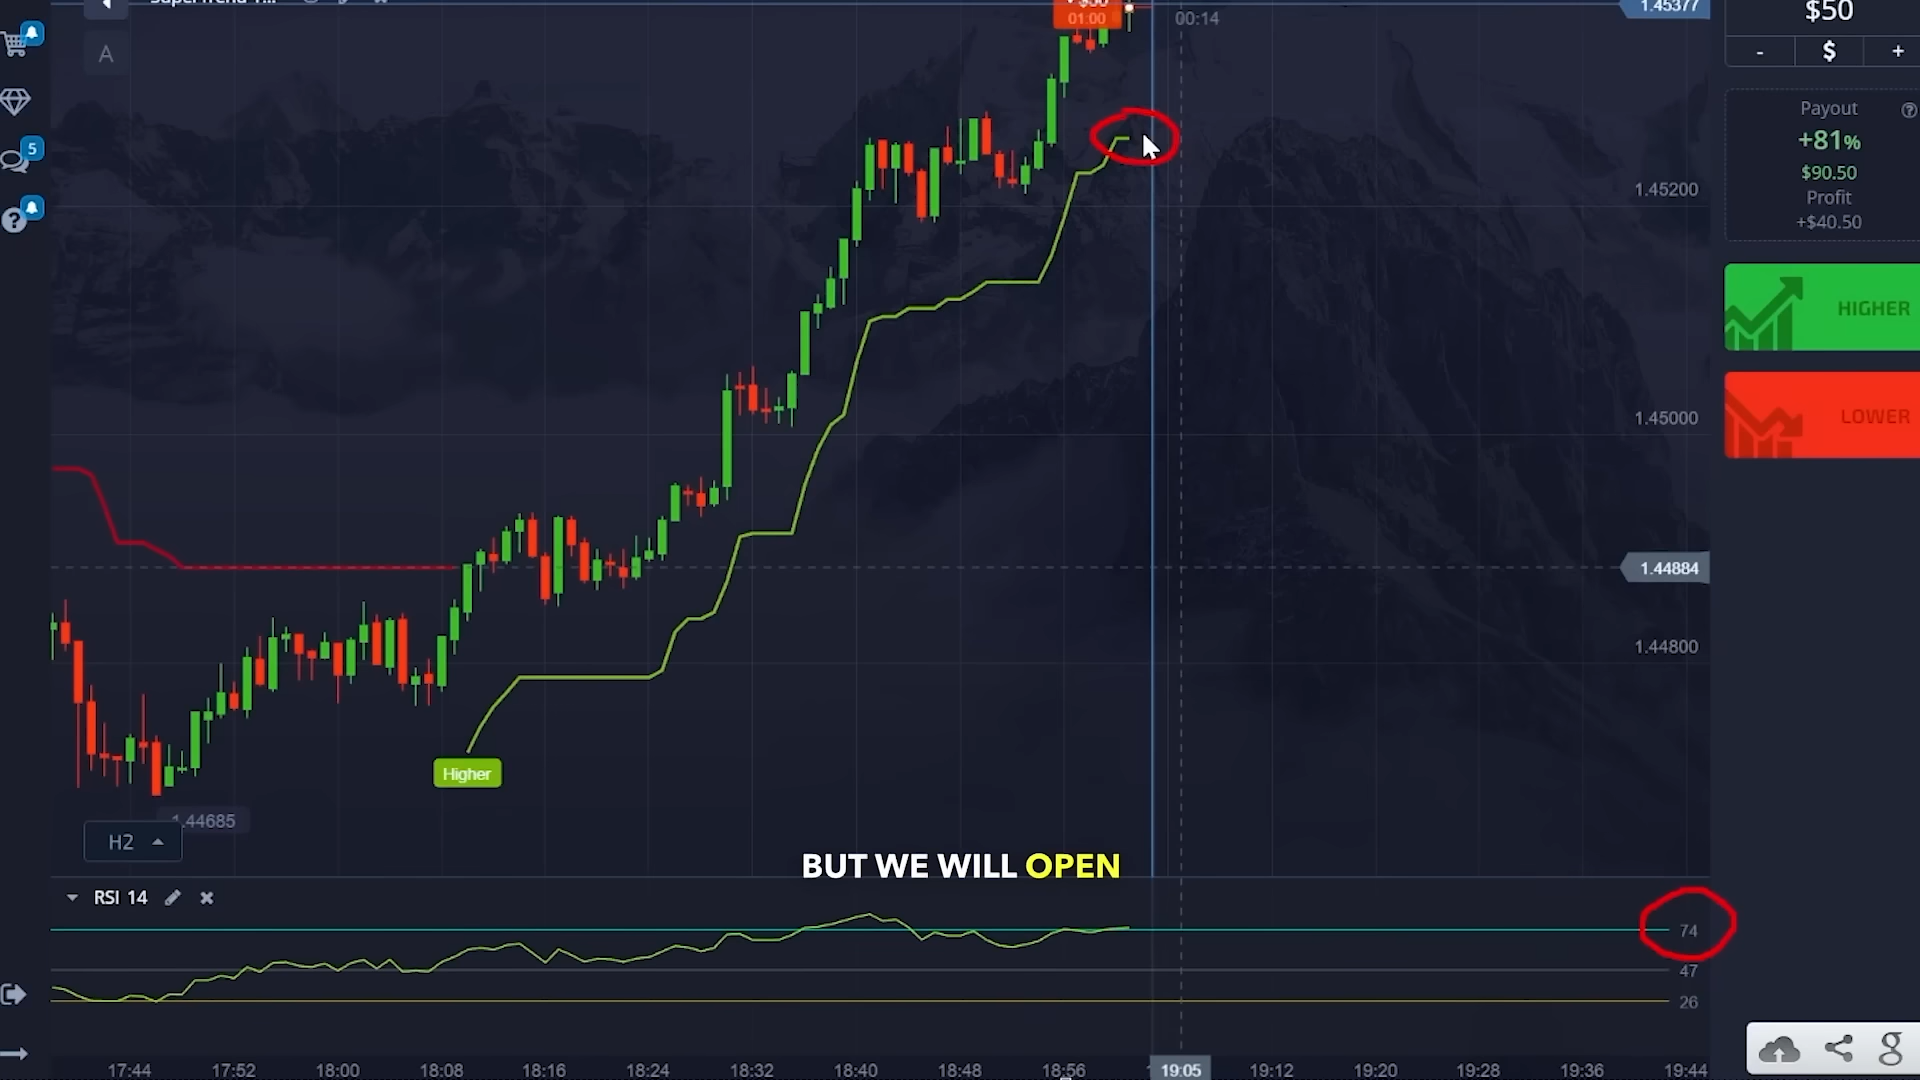 $50
01:00
00:14
1.45377
$50
A
- $ +
Payout
+81%
$90.50
Profit
+$40.50
5
1.45200
HIGHER
LOWER
1.45000
1.44884
1.44800
Higher
1.44685
H2
BUT WE WILL OPEN
RSI 14
74
47
26
17:44 17:52 18:00 18:08 18:16 18:24 18:32 18:40 18:48 18:56 19:05 19:12 19:20 19:28 19:36 19:44